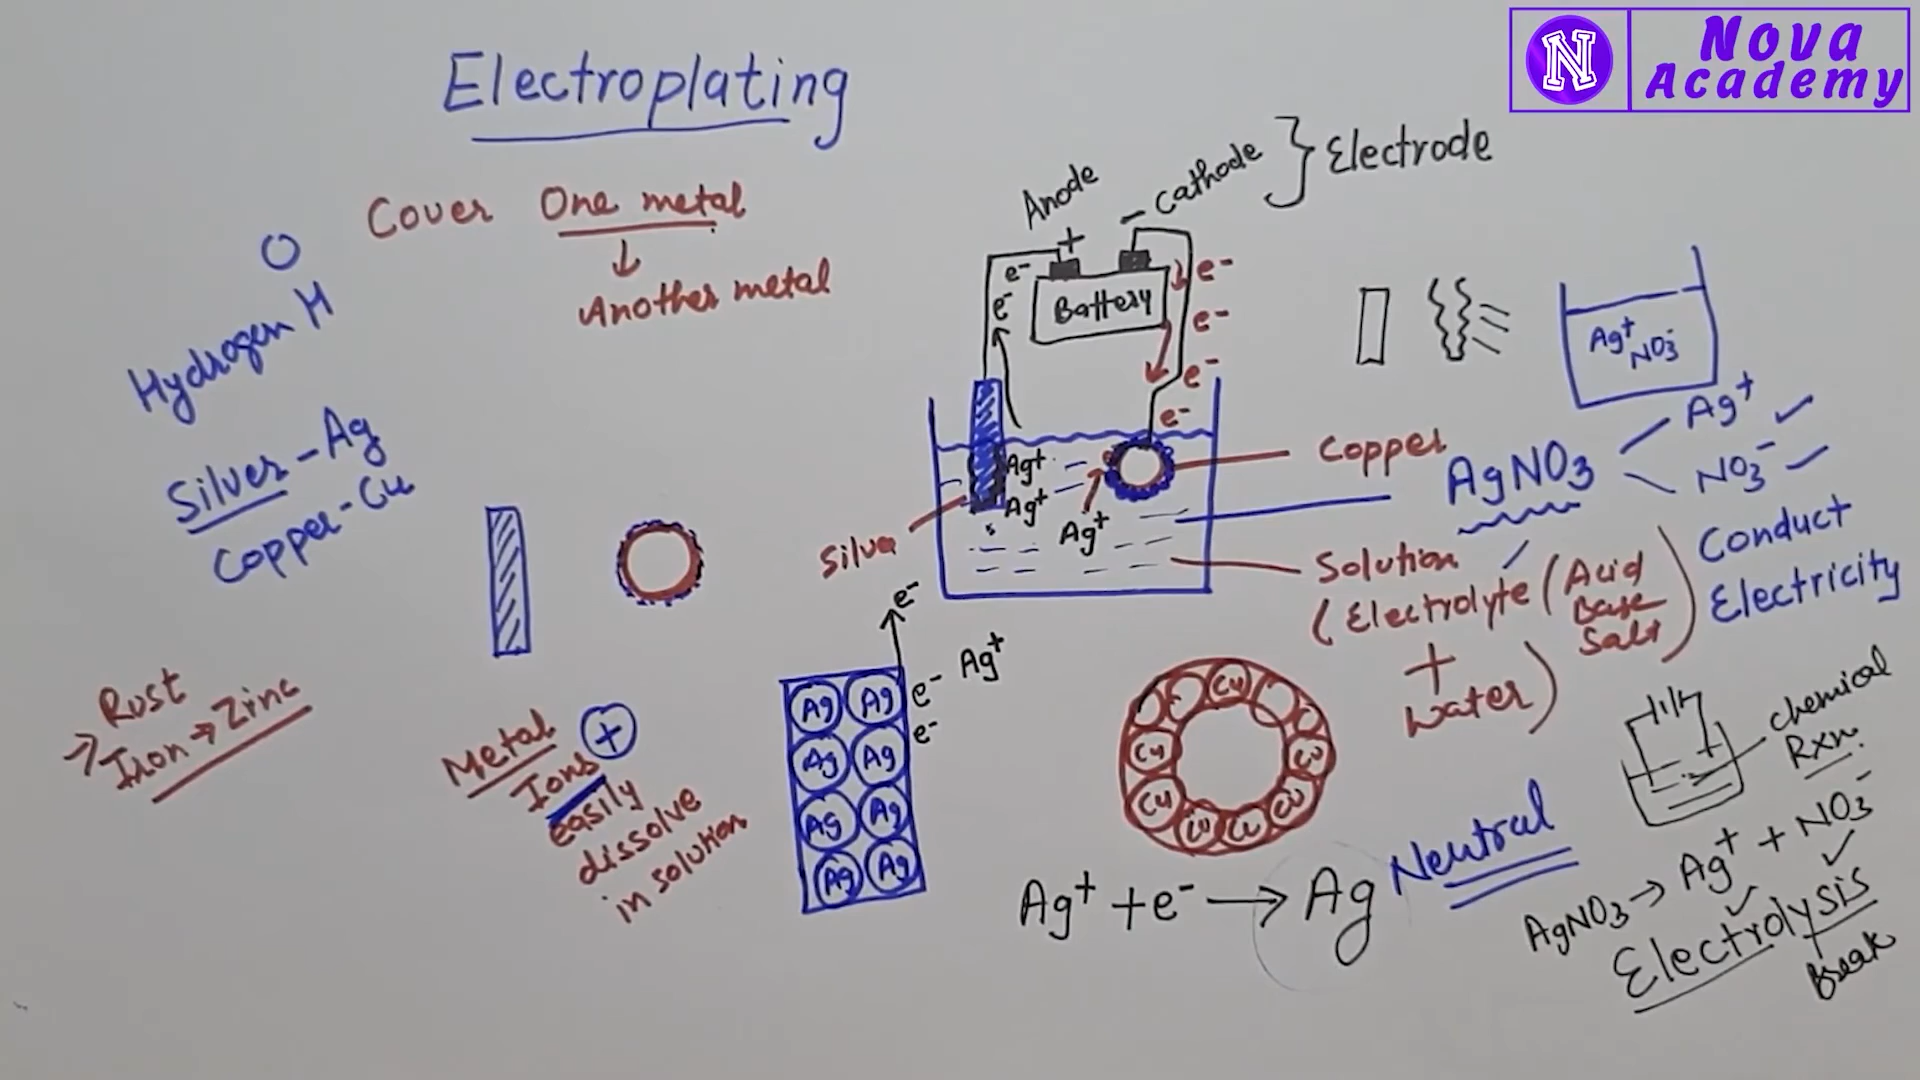 N
Nova
Academy
Electroplating
Cover One metal
Another metal
O
Hydrogen H
Silver - Ag
Copper - Cu
Anode
Cathode
Electrode
+
-
Battery
e-
e-
e-
e-
e-
e-
Ag+
Ag+
Ag+
Silver
Copper
Ag+
NO3-
AgNO3
Ag+
NO3-
Conduct
Electricity
Solution
(Electrolyte (Acid
Base
Salt)
+
Water)
Rust
Iron → Zinc
Metal
Ions +
easily
dissolve
in solution
e-
e- Ag+
e-
Ag Ag
Ag Ag
Ag Ag
Ag Ag
Cu
Cu
Cu
Cu
Ag+ + e- → Ag Neutral
chemical
Rxn.
AgNO3 → Ag+ + NO3-
Electrolysis
Break